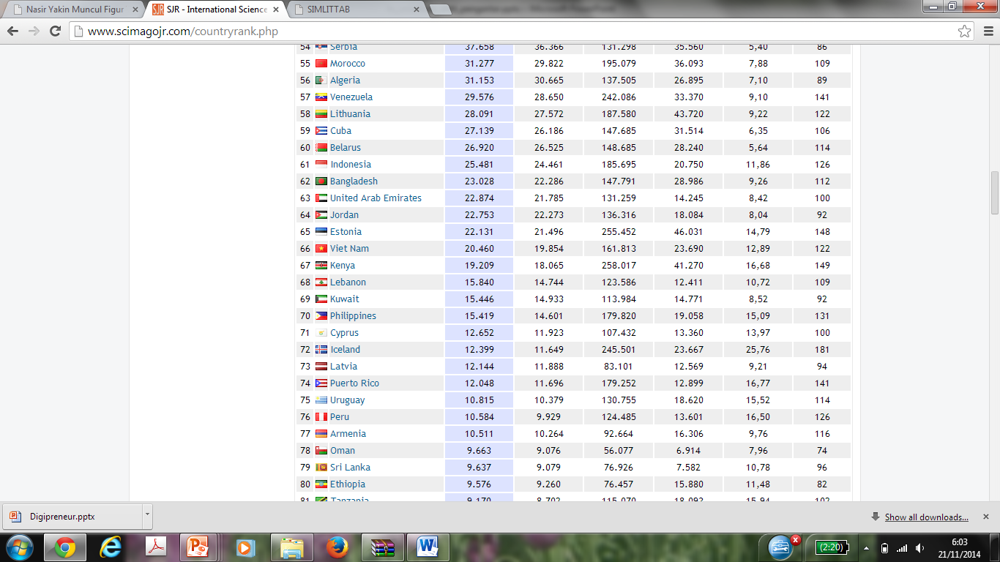 Nasir Yakin Muncul Figur
SJR - International Science
SIMLITTAB
www.scimagojr.com/countryrank.php
54 Serbia 37.658 36.366 131.298 35.560 5,40 86
55 Morocco 31.277 29.822 195.079 36.093 7,88 109
56 Algeria 31.153 30.665 137.505 26.895 7,10 89
57 Venezuela 29.576 28.650 242.086 33.370 9,10 141
58 Lithuania 28.091 27.572 187.580 43.720 9,22 122
59 Cuba 27.139 26.186 147.685 31.514 6,35 106
60 Belarus 26.920 26.525 148.685 28.240 5,64 114
61 Indonesia 25.481 24.461 185.695 20.750 11,86 126
62 Bangladesh 23.028 22.286 147.791 28.986 9,26 112
63 United Arab Emirates 22.874 21.785 131.259 14.245 8,42 100
64 Jordan 22.753 22.273 136.316 18.084 8,04 92
65 Estonia 22.131 21.496 255.452 46.031 14,79 148
66 Viet Nam 20.460 19.854 161.813 23.690 12,89 122
67 Kenya 19.209 18.065 258.017 41.270 16,68 149
68 Lebanon 15.840 14.744 123.586 12.411 10,72 109
69 Kuwait 15.446 14.933 113.984 14.771 8,52 92
70 Philippines 15.419 14.601 179.820 19.058 15,09 131
71 Cyprus 12.652 11.923 107.432 13.360 13,97 100
72 Iceland 12.399 11.649 245.501 23.667 25,76 181
73 Latvia 12.144 11.888 83.101 12.569 9,21 94
74 Puerto Rico 12.048 11.696 179.252 12.899 16,77 141
75 Uruguay 10.815 10.379 130.755 18.620 15,52 114
76 Peru 10.584 9.929 124.485 13.601 16,50 126
77 Armenia 10.511 10.264 92.664 16.306 9,76 116
78 Oman 9.663 9.076 56.077 6.914 7,96 74
79 Sri Lanka 9.637 9.079 76.926 7.582 10,78 96
80 Ethiopia 9.576 9.260 76.457 15.880 11,48 82
81 Tanzania 9.170 8.702 115.070 18.092 15,94 102
Digipreneur.pptx
Show all downloads...
(2:20)
6:03
21/11/2014